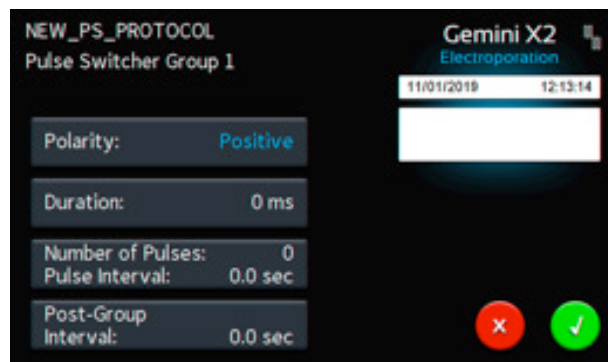 NEW_PS_PROTOCOL
Pulse Switcher Group 1
Gemini X2
Electroporation
11/01/2019 12:13:14
Polarity: Positive
Duration: 0 ms
Number of Pulses: 0
Pulse Interval: 0.0 sec
Post-Group
Interval: 0.0 sec